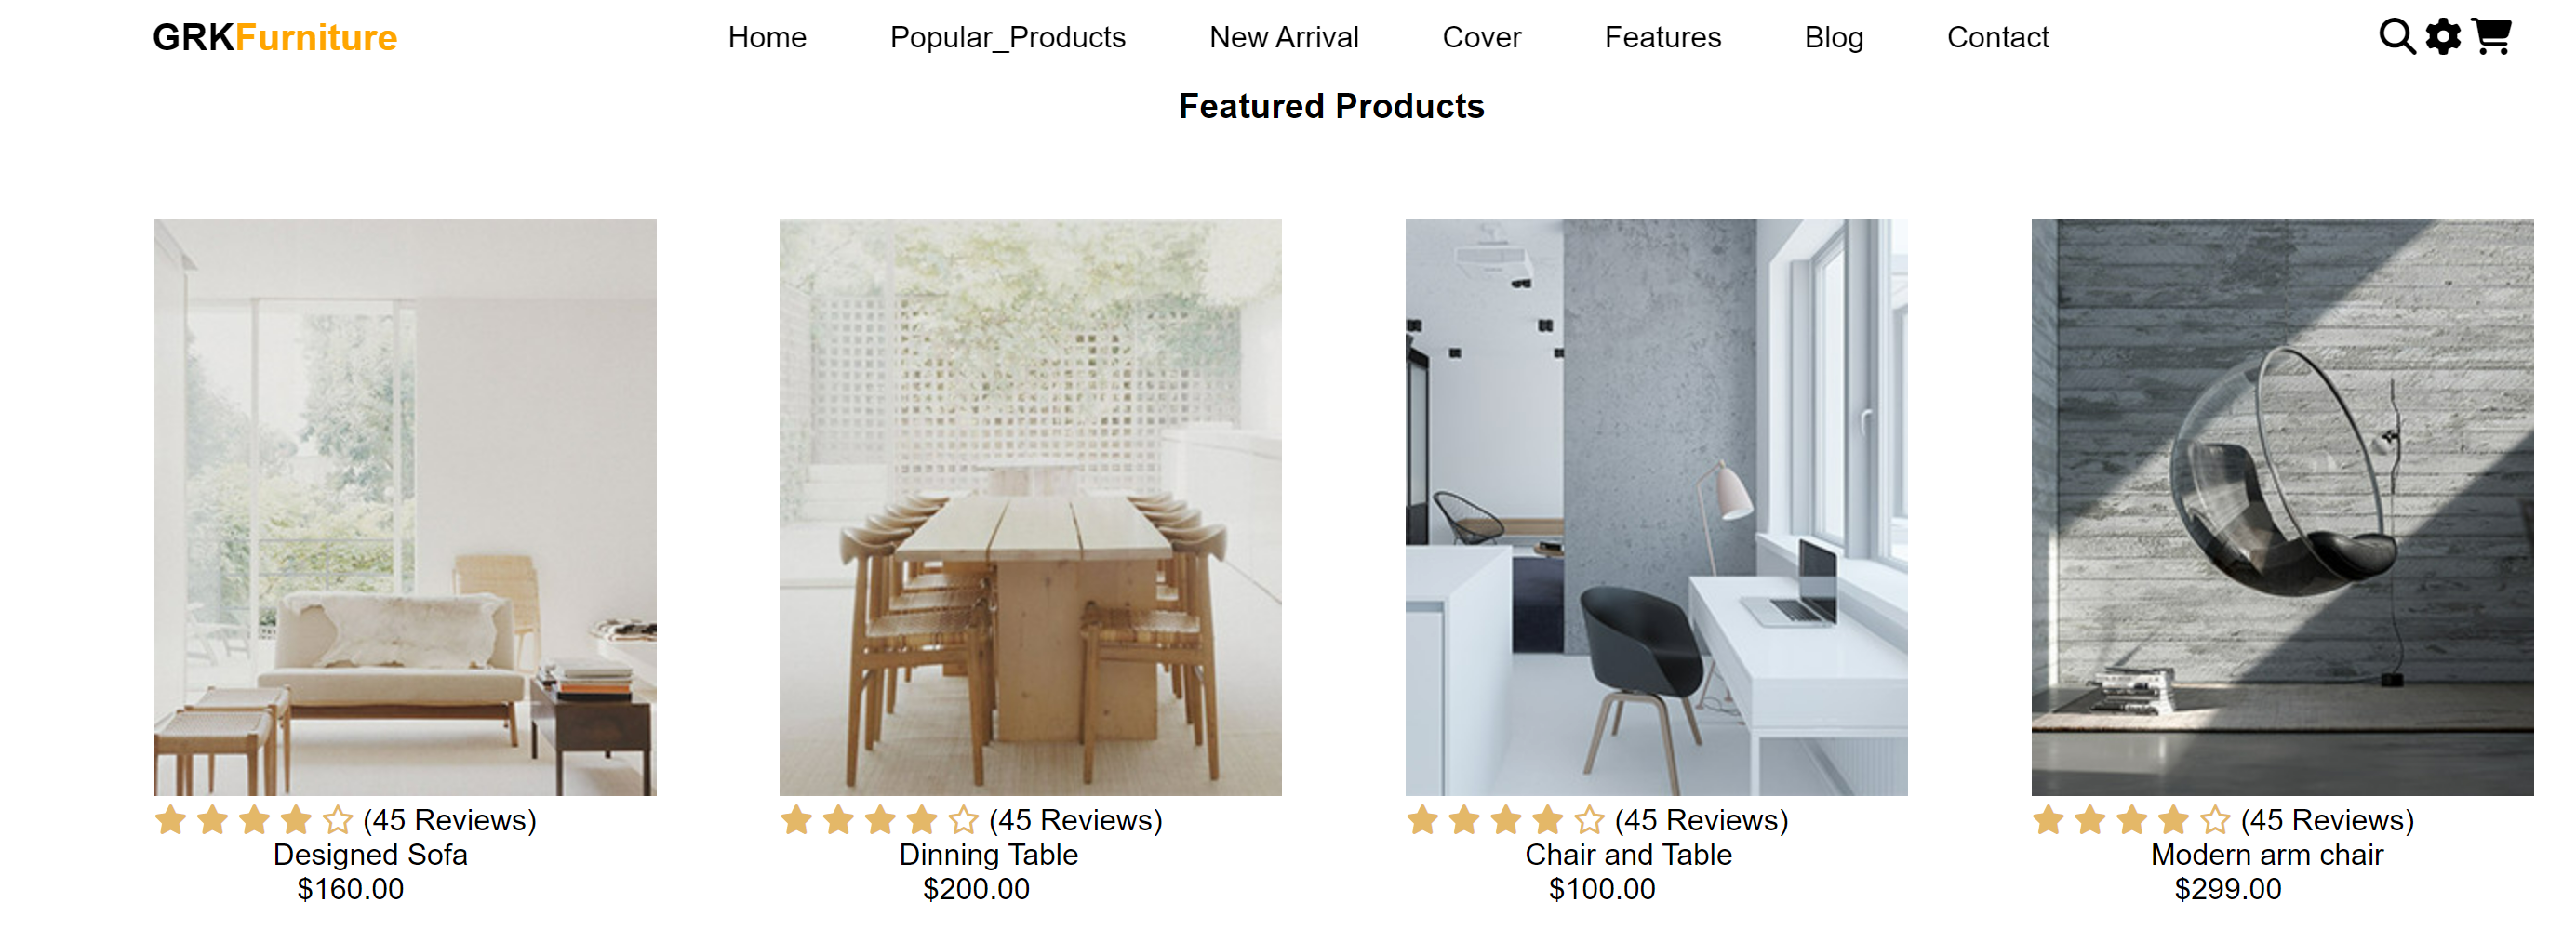 GRKFurniture Home Popular_Products New Arrival Cover Features Blog Contact
Featured Products
(45 Reviews) (45 Reviews) (45 Reviews) (45 Reviews)
Designed Sofa Dinning Table Chair and Table Modern arm chair
$160.00 $200.00 $100.00 $299.00